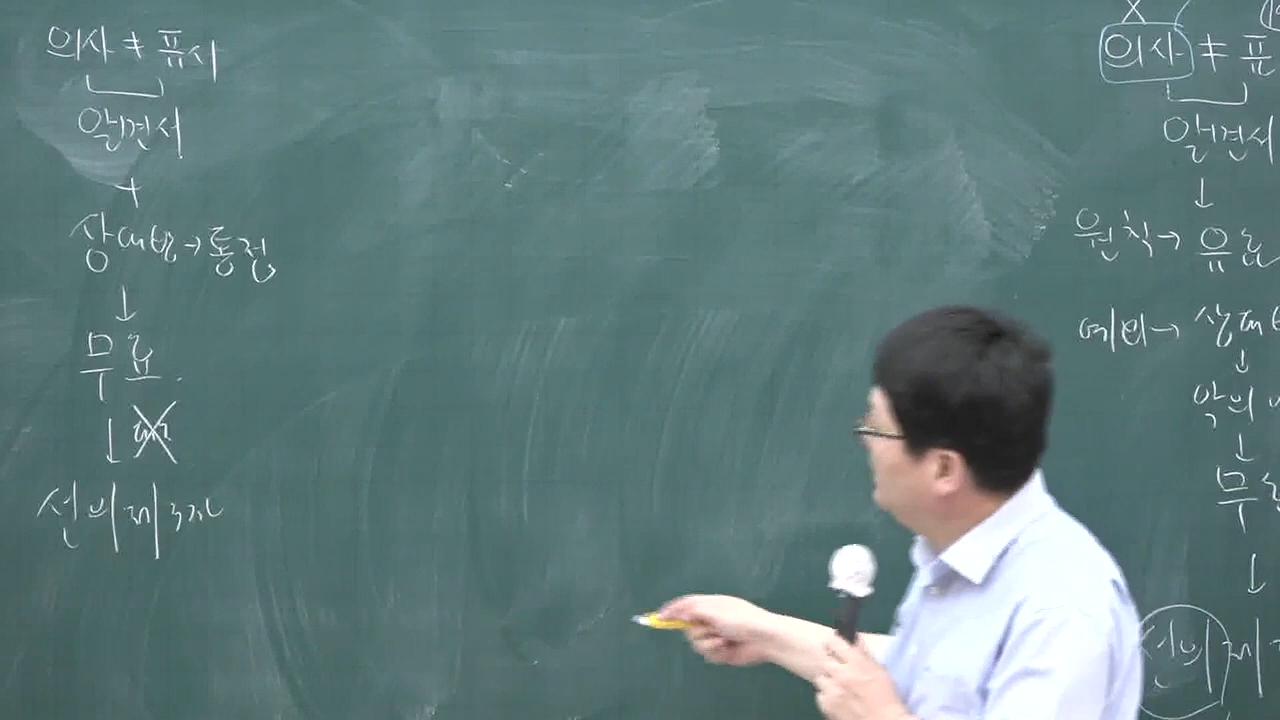 의사 ≠ 표시
알면서
+
상대방 → 통정
↓
무효
↓
선의 제3자
X
의사 ≠ 표
알면서
↓
원칙 → 유효
예외 → 상대
↓
악의
↓
무효
↓
선의 제